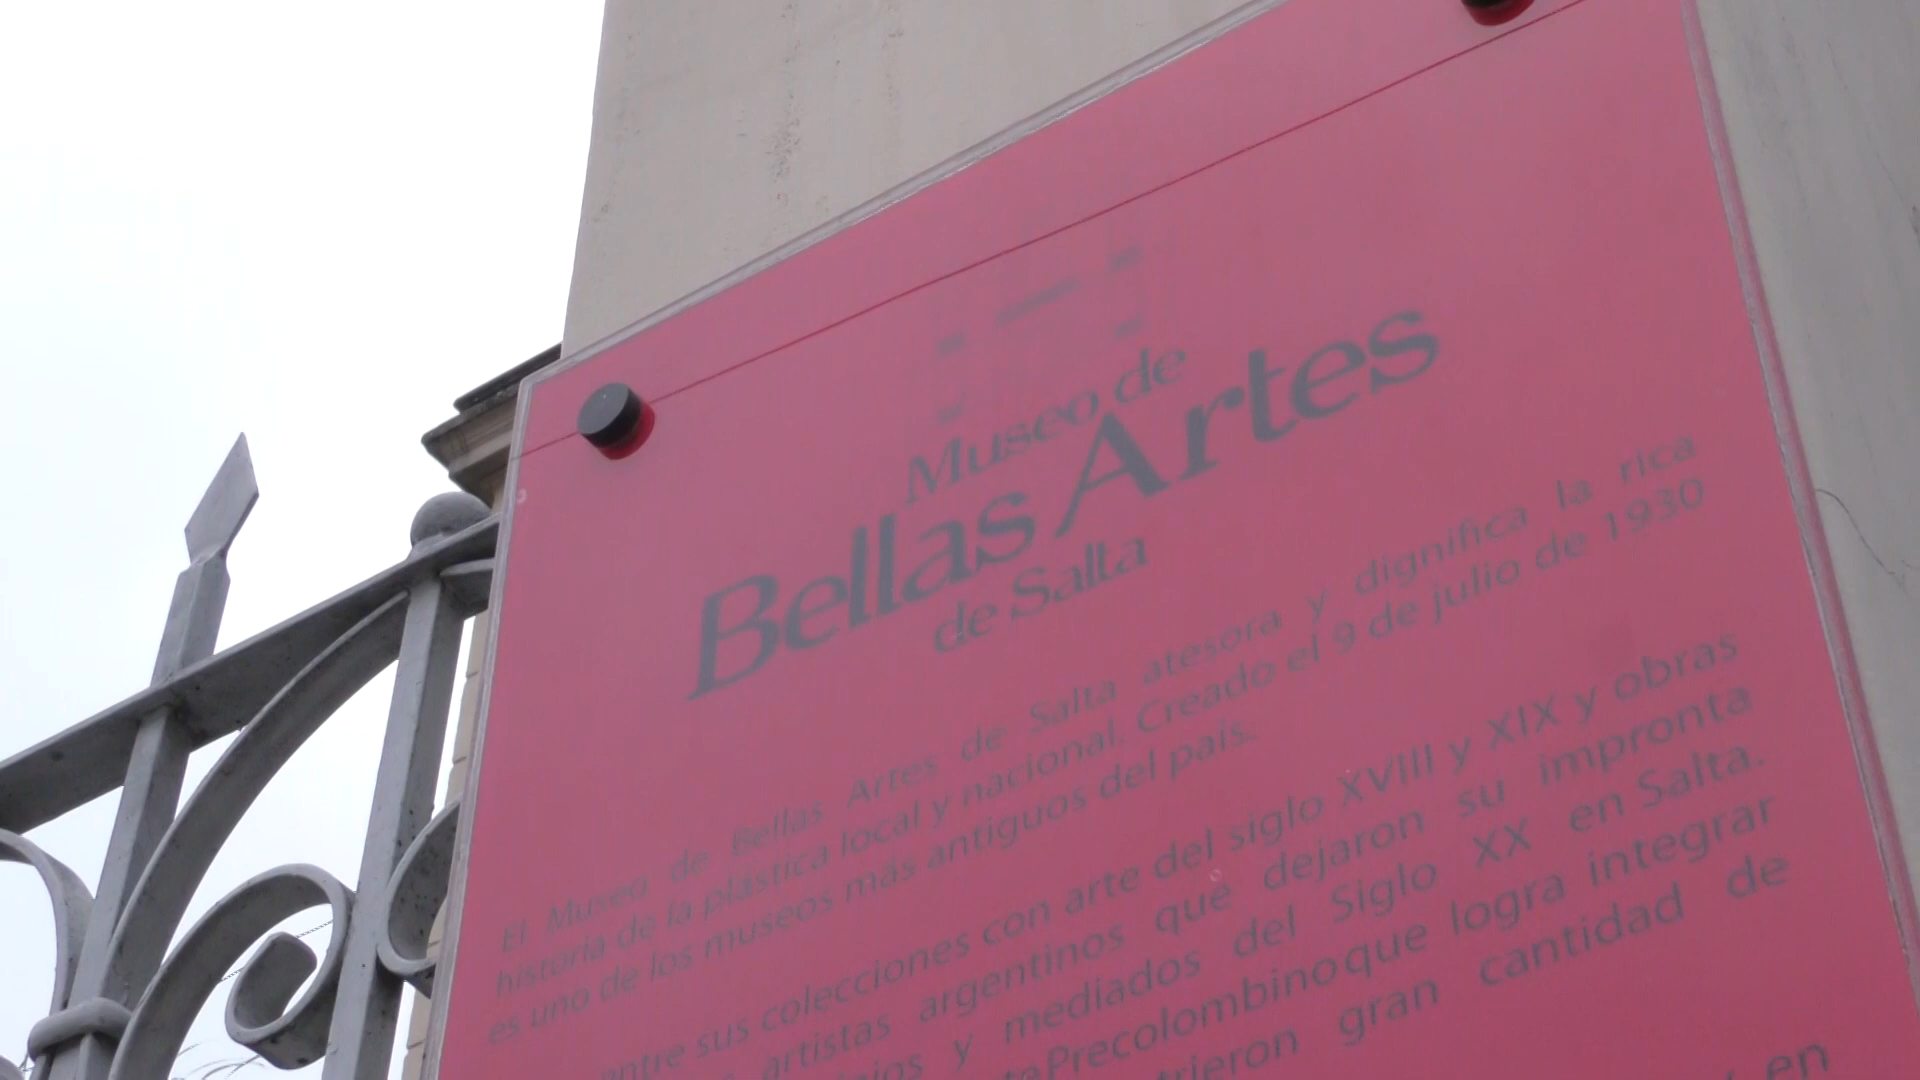 Museo de
Bellas Artes
de Salta
El Museo de Bellas Artes de Salta atesora y dignifica la rica
historia de la plástica local y nacional. Creado el 9 de julio de 1930
es uno de los museos más antiguos del país.
entre sus colecciones con arte del siglo XVIII y XIX y obras
artistas argentinos que dejaron su impronta
y mediados del Siglo XX en Salta.
Precolombino que logra integrar
gran cantidad de
en